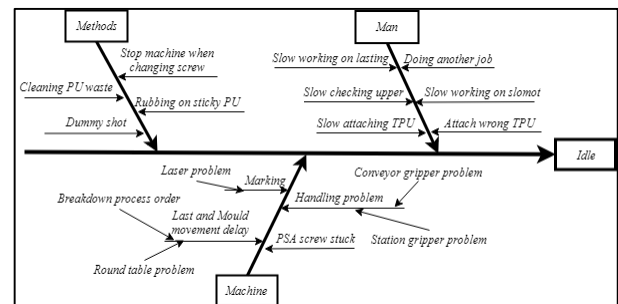 Methods
Man
Stop machine when
changing screw
Slow working on lasting
Doing another job
Cleaning PU waste
Rubbing on sticky PU
Slow checking upper
Slow working on slomot
Dummy shot
Slow attaching TPU
Attach wrong TPU
Idle
Laser problem
Marking
Conveyor gripper problem
Breakdown process order
Handling problem
Last and Mould
movement delay
PSA screw stuck
Station gripper problem
Round table problem
Machine